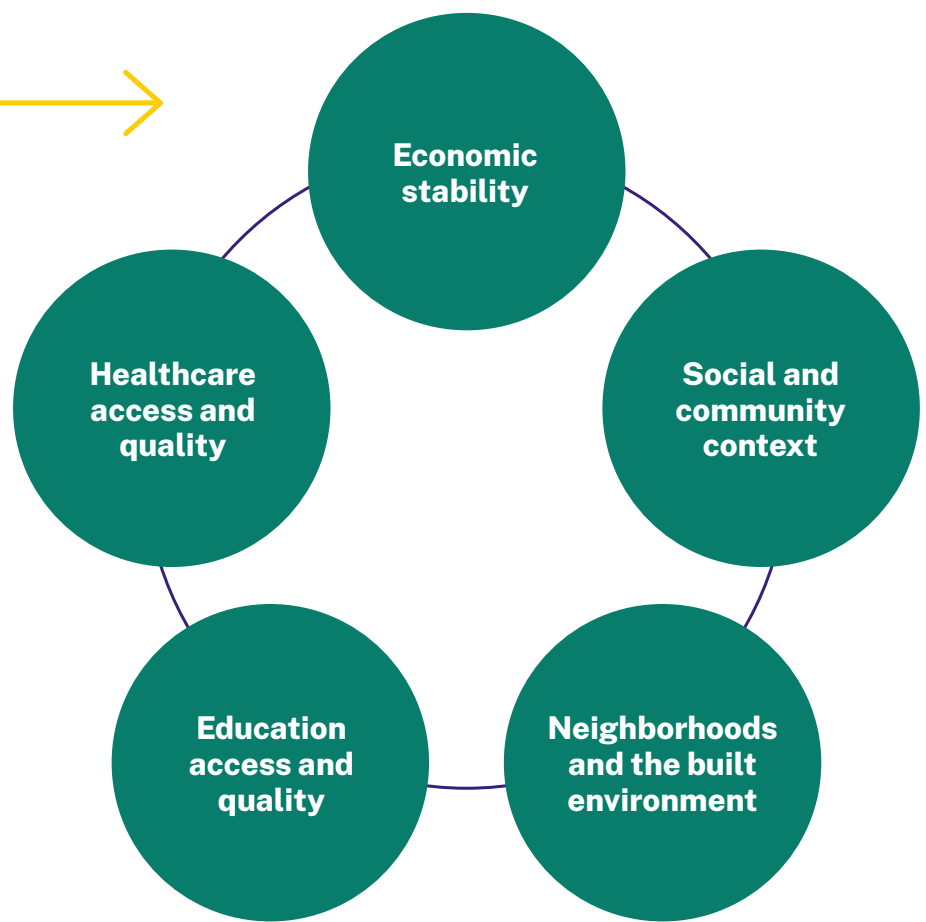 Economic
stability
Healthcare
access and
quality
Social and
community
context
Education
access and
quality
Neighborhoods
and the built
environment